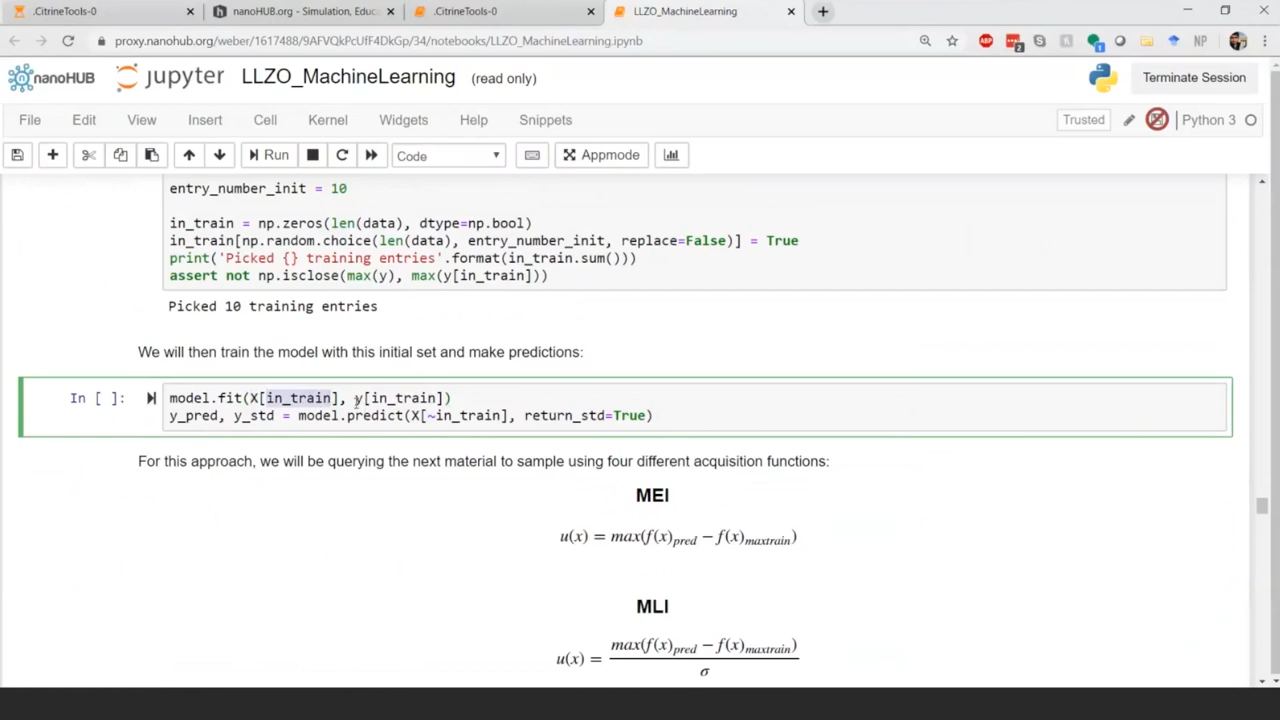 .CitrineTools-0
nanoHUB.org - Simulation, Educ
.CitrineTools-0
LLZO_MachineLearning
proxy.nanohub.org/weber/1617488/9AFVQkPcUfF4DkGp/34/notebooks/LLZO_MachineLearning.ipynb
ABP
2
1
NP
nanoHUB
jupyter
LLZO_MachineLearning (read only)
Terminate Session
File Edit View Insert Cell Kernel Widgets Help Snippets
Trusted
Python 3
Run
Code
Appmode
entry_number_init = 10
in_train = np.zeros(len(data), dtype=np.bool)
in_train[np.random.choice(len(data), entry_number_init, replace=False)] = True
print('Picked {} training entries'.format(in_train.sum()))
assert not np.isclose(max(y), max(y[in_train]))
Picked 10 training entries
We will then train the model with this initial set and make predictions:
In [ ]:
model.fit(X[in_train], y[in_train])
y_pred, y_std = model.predict(X[~in_train], return_std=True)
For this approach, we will be querying the next material to sample using four different acquisition functions:
MEI
u(x) = max(f(x)pred − f(x)maxtrain)
MLI
u(x) = max(f(x)pred − f(x)maxtrain)
σ